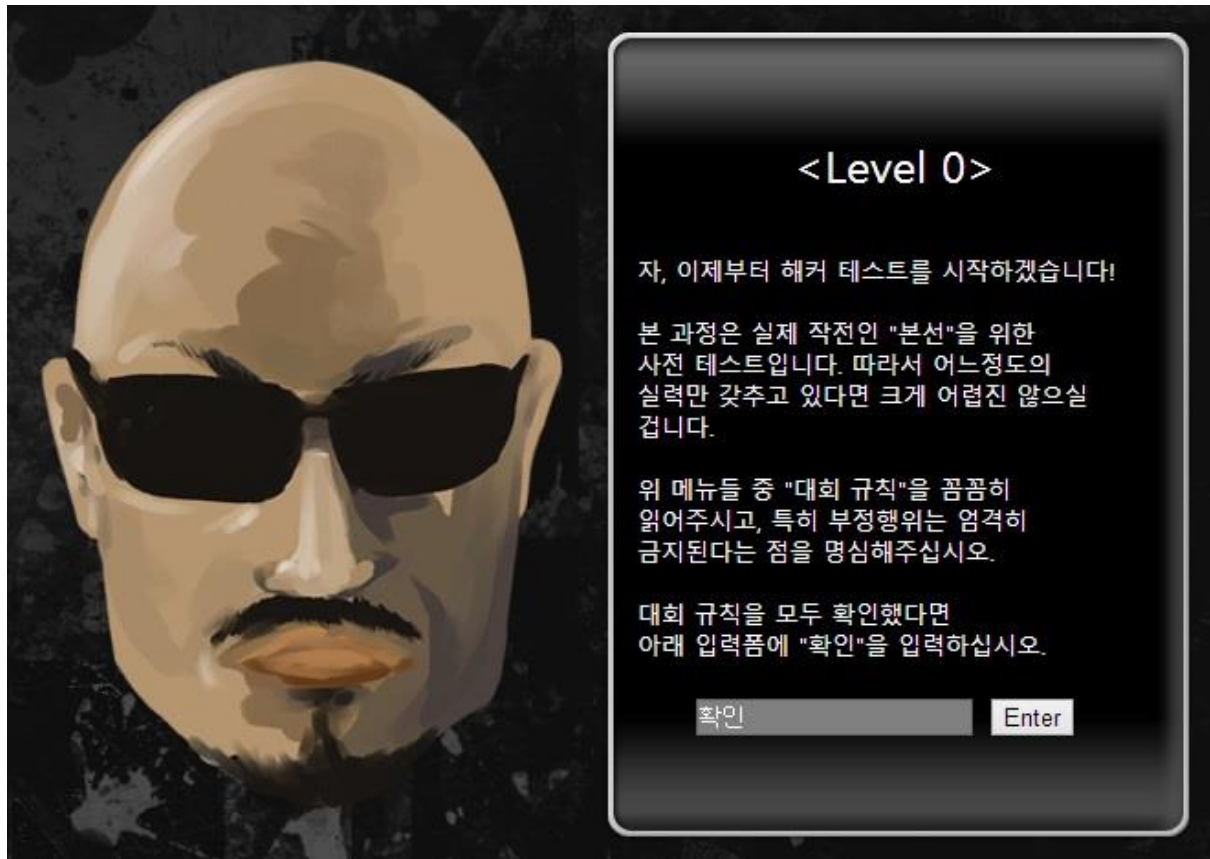 <Level 0>
자, 이제부터 해커 테스트를 시작하겠습니다!
본 과정은 실제 작전인 "본선"을 위한
사전 테스트입니다. 따라서 어느정도의
실력만 갖추고 있다면 크게 어렵진 않으실
겁니다.
위 메뉴들 중 "대회 규칙"을 꼼꼼히
읽어주시고, 특히 부정행위는 엄격히
금지된다는 점을 명심해주십시오.
대회 규칙을 모두 확인했다면
아래 입력폼에 "확인"을 입력하십시오.
확인 Enter